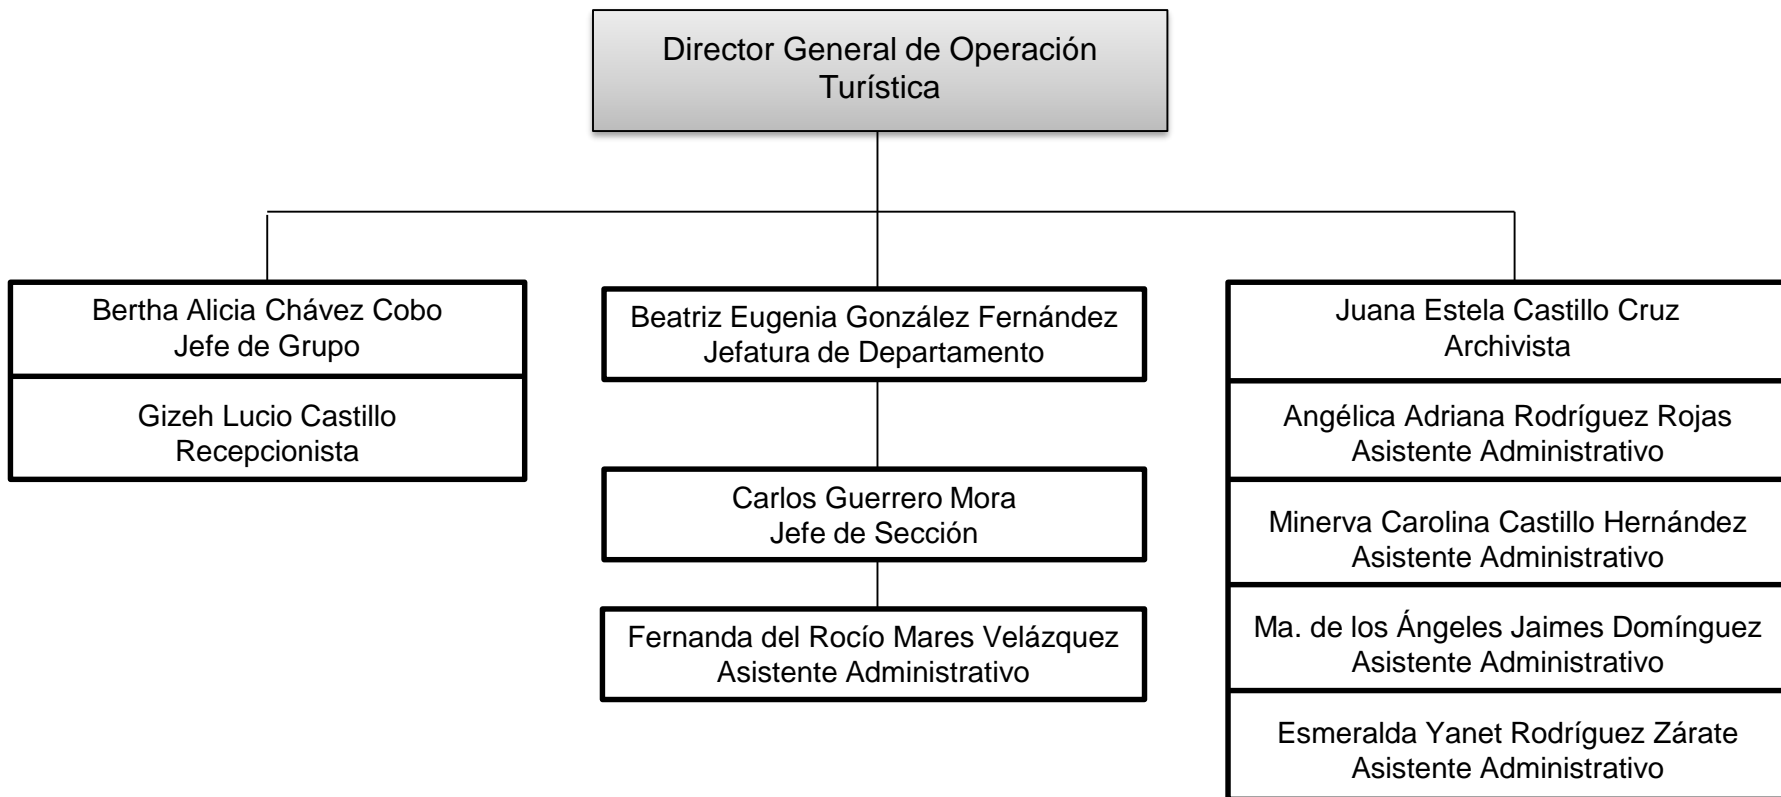 Director General de Operación
Turística
Bertha Alicia Chávez Cobo
Jefe de Grupo
Gizeh Lucio Castillo
Recepcionista
Beatriz Eugenia González Fernández
Jefatura de Departamento
Carlos Guerrero Mora
Jefe de Sección
Fernanda del Rocío Mares Velázquez
Asistente Administrativo
Juana Estela Castillo Cruz
Archivista
Angélica Adriana Rodríguez Rojas
Asistente Administrativo
Minerva Carolina Castillo Hernández
Asistente Administrativo
Ma. de los Ángeles Jaimes Domínguez
Asistente Administrativo
Esmeralda Yanet Rodríguez Zárate
Asistente Administrativo